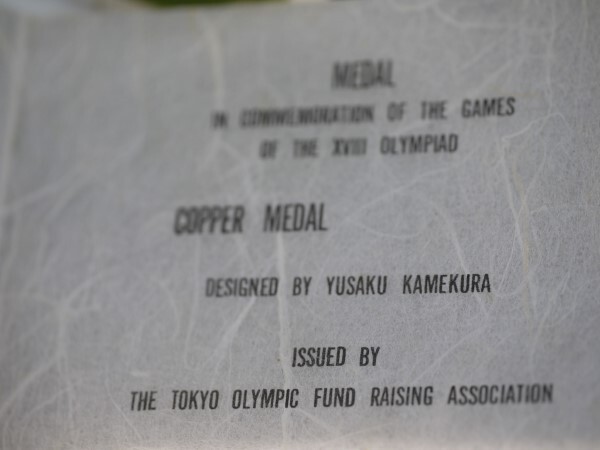 MEDAL
IN COMMEMORATION OF THE GAMES
OF THE XVIII OLYMPIAD
COPPER MEDAL
DESIGNED BY YUSAKU KAMEKURA
ISSUED BY
THE TOKYO OLYMPIC FUND RAISING ASSOCIATION